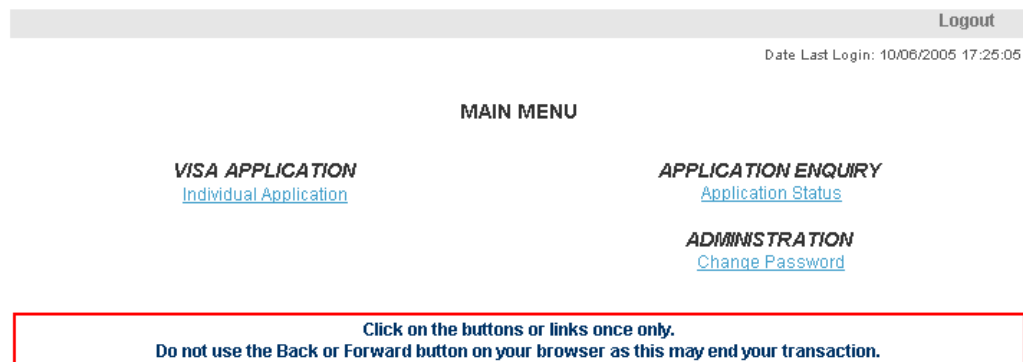 Logout
Date Last Login: 10/06/2005 17:25:05
MAIN MENU
VISA APPLICATION
Individual Application
APPLICATION ENQUIRY
Application Status
ADMINISTRATION
Change Password
Click on the buttons or links once only.
Do not use the Back or Forward button on your browser as this may end your transaction.